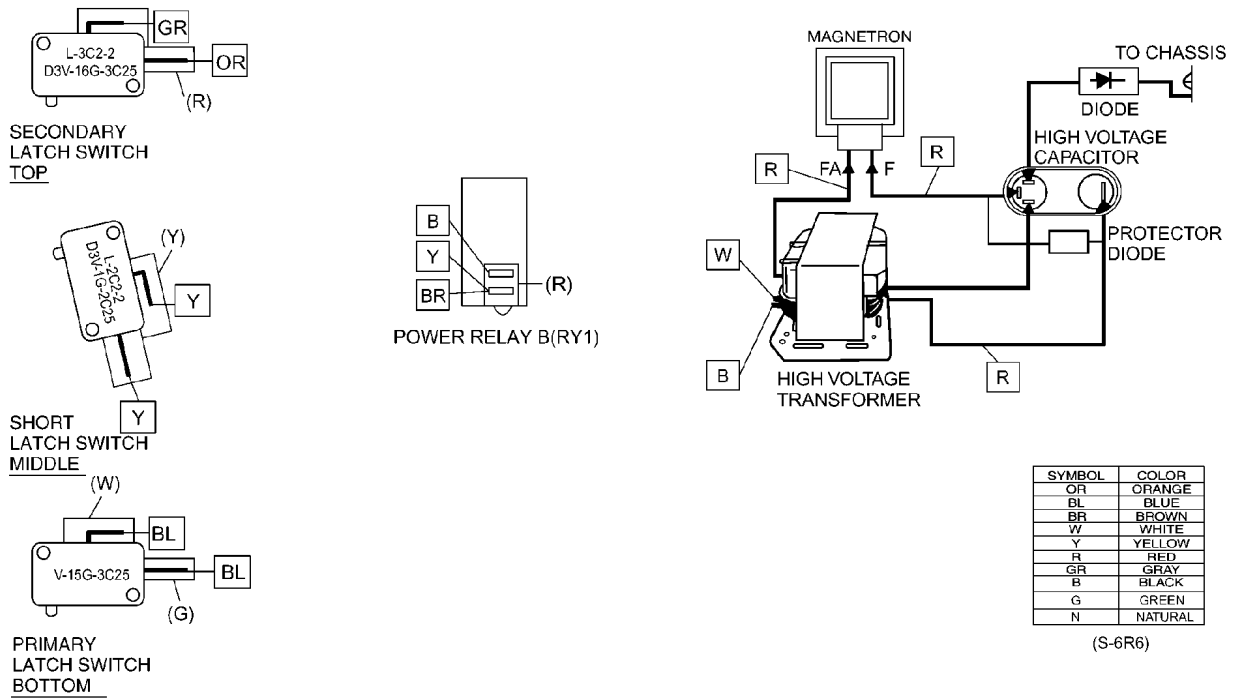 GR
L-3C2-2
D3V-16G-3C25
OR
(R)
SECONDARY
LATCH SWITCH
TOP
(Y)
L-2C2-2
D3V-1G-2C25
Y
Y
SHORT
LATCH SWITCH
MIDDLE
(W)
BL
V-15G-3C25
BL
(G)
PRIMARY
LATCH SWITCH
BOTTOM
B
Y
BR
(R)
POWER RELAY B(RY1)
MAGNETRON
TO CHASSIS
DIODE
HIGH VOLTAGE
CAPACITOR
R
FA
F
R
PROTECTOR
DIODE
W
B
R
HIGH VOLTAGE
TRANSFORMER
SYMBOL COLOR
OR ORANGE
BL BLUE
BR BROWN
W WHITE
Y YELLOW
R RED
GR GRAY
B BLACK
G GREEN
N NATURAL
(S-6R6)